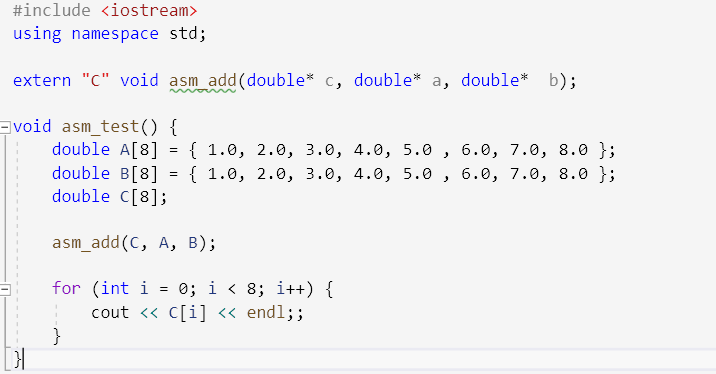 #include <iostream>
using namespace std;
extern "C" void asm_add(double* c, double* a, double*  b);
void asm_test() {
    double A[8] = { 1.0, 2.0, 3.0, 4.0, 5.0 , 6.0, 7.0, 8.0 };
    double B[8] = { 1.0, 2.0, 3.0, 4.0, 5.0 , 6.0, 7.0, 8.0 };
    double C[8];
    asm_add(C, A, B);
    for (int i = 0; i < 8; i++) {
        cout << C[i] << endl;;
    }
}